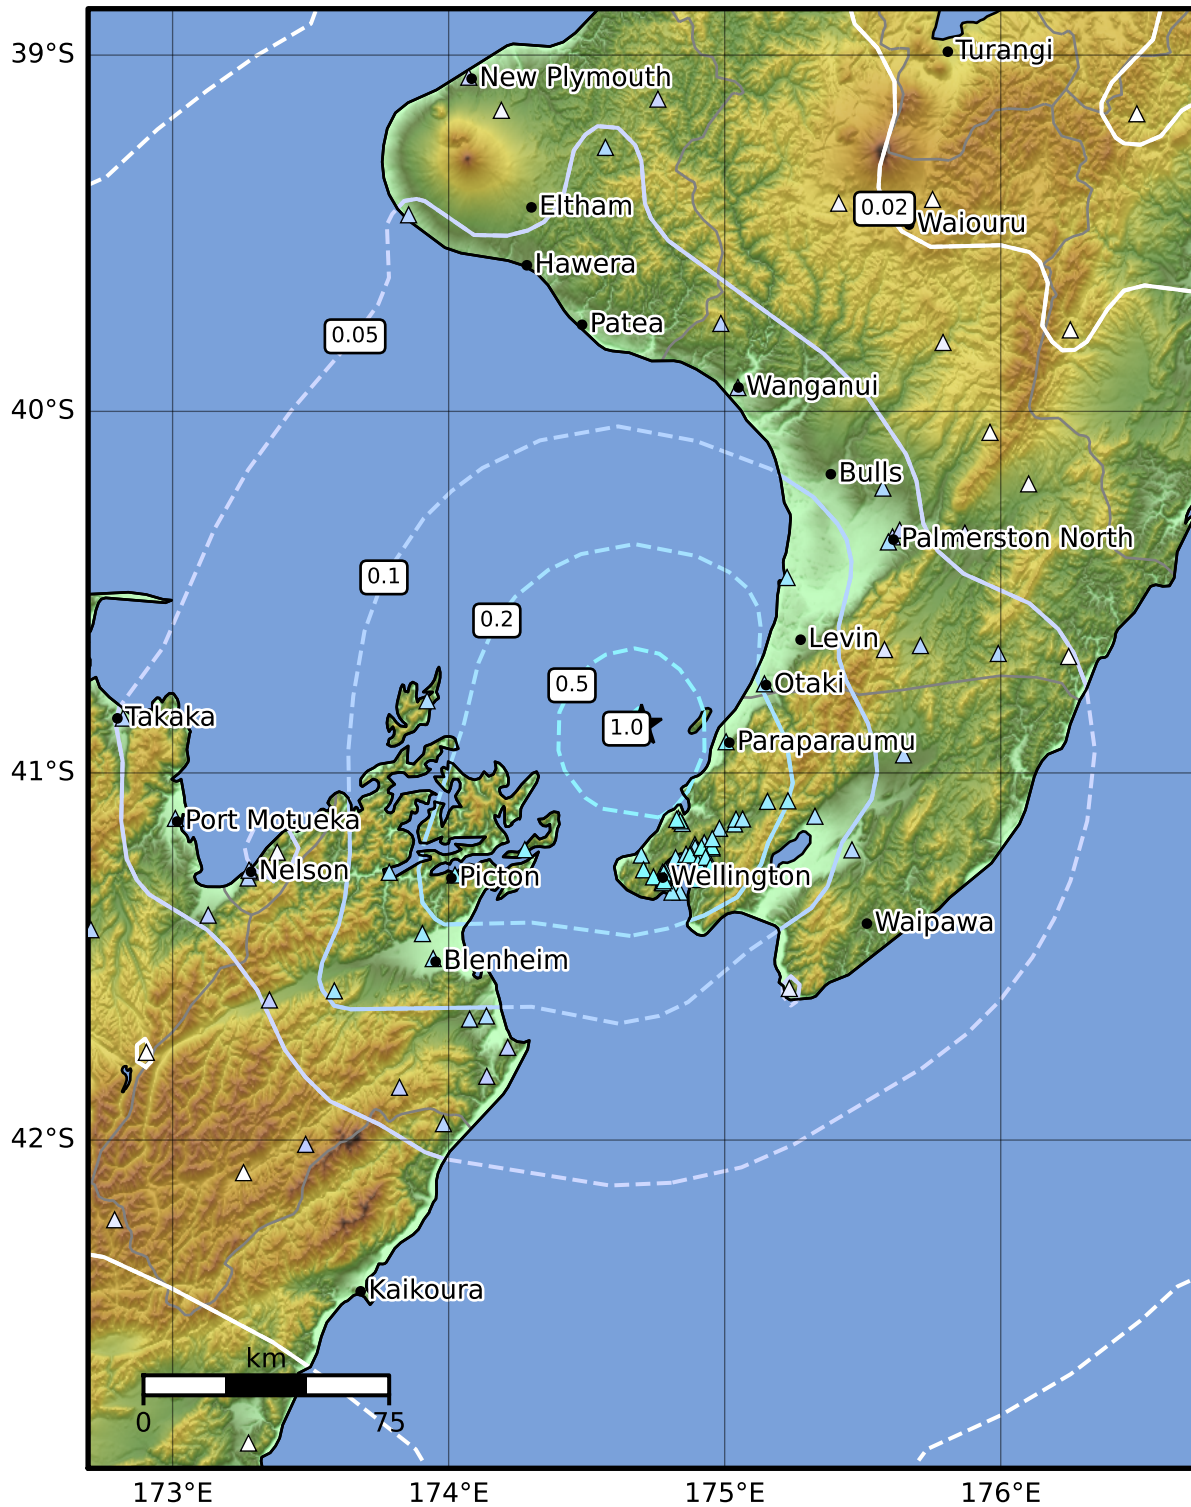 39°S
Turangi
New Plymouth
Eltham
0.02
Waiouru
Hawera
Patea
0.05
Wanganui
40°S
Bulls
Palmerston North
0.1
0.2
Levin
0.5
Otaki
Takaka
1.0
Paraparaumu
41°S
Port Motueka
Nelson
Picton
Wellington
Waipawa
Blenheim
42°S
Kaikoura
km
0
75
173°E
174°E
175°E
176°E